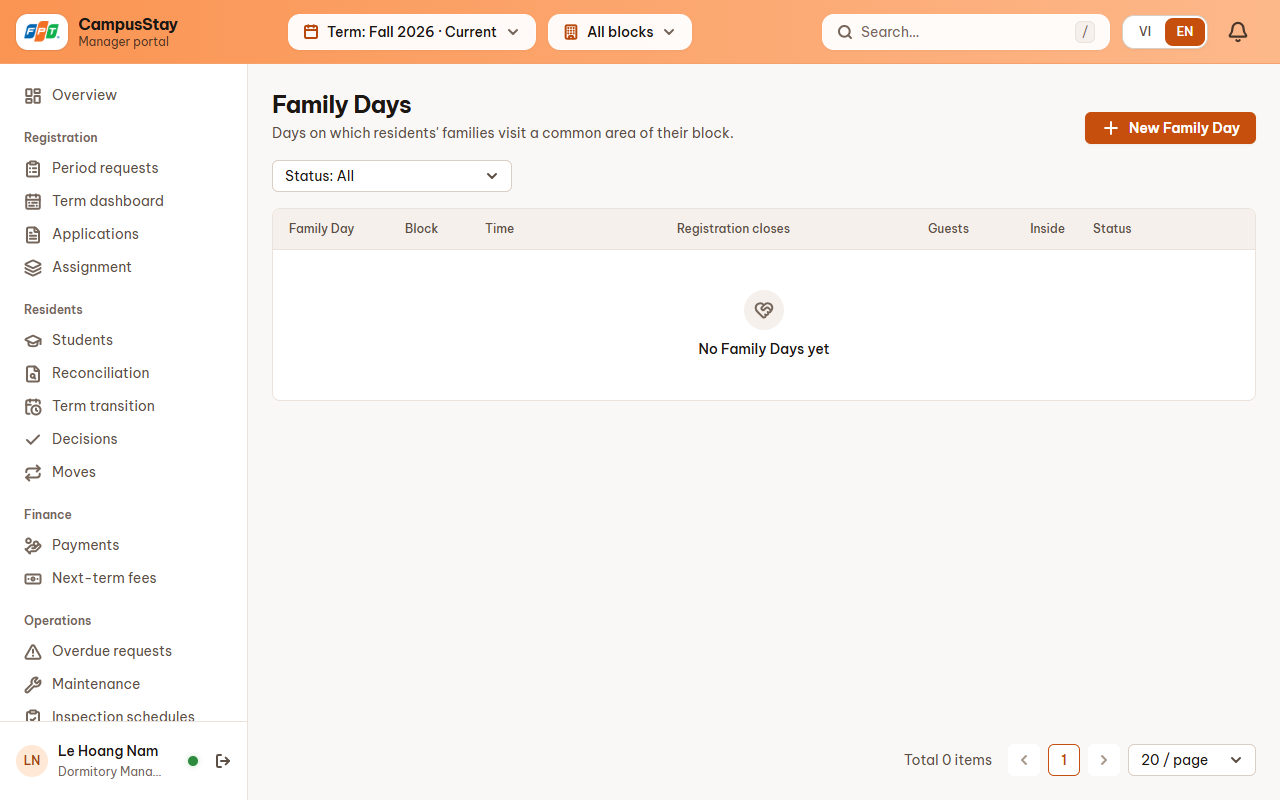 FPT
CampusStay
Manager portal
Term: Fall 2026 · Current
All blocks
Search...
/
VI
EN
Overview
Registration
Period requests
Term dashboard
Applications
Assignment
Residents
Students
Reconciliation
Term transition
Decisions
Moves
Finance
Payments
Next-term fees
Operations
Overdue requests
Maintenance
Inspection schedules
LN
Le Hoang Nam
Dormitory Mana...
Family Days
Days on which residents' families visit a common area of their block.
New Family Day
Status: All
Family Day
Block
Time
Registration closes
Guests
Inside
Status
No Family Days yet
Total 0 items
1
20 / page